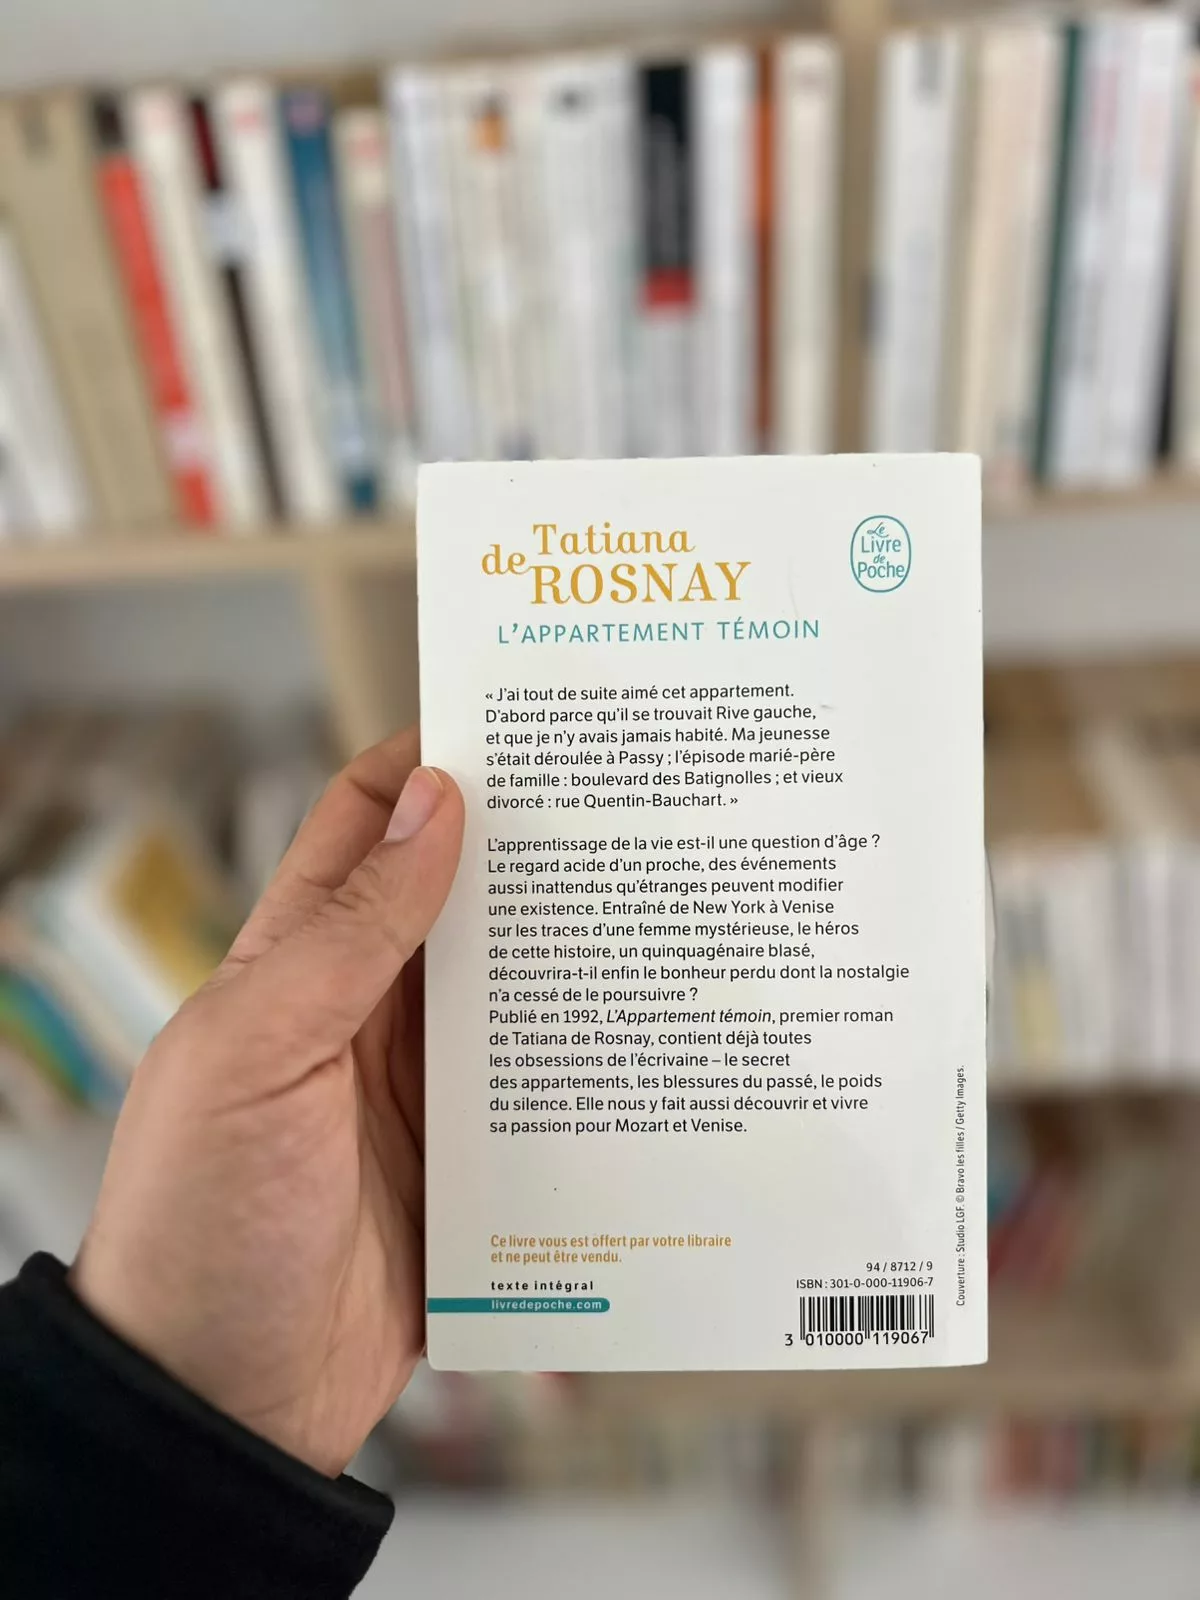 Tatiana
de ROSNAY
L'APPARTEMENT TÉMOIN
Le
Livre
de
Poche
« J'ai tout de suite aimé cet appartement.
D'abord parce qu'il se trouvait Rive gauche,
et que je n'y avais jamais habité. Ma jeunesse
s'était déroulée à Passy ; l'épisode marié-père
de famille : boulevard des Batignolles ; et vieux
divorcé : rue Quentin-Bauchart. »
L'apprentissage de la vie est-il une question d'âge ?
Le regard acide d'un proche, des événements
aussi inattendus qu'étranges peuvent modifier
une existence. Entraîné de New York à Venise
sur les traces d'une femme mystérieuse, le héros
de cette histoire, un quinquagénaire blasé,
découvrira-t-il enfin le bonheur perdu dont la nostalgie
n'a cessé de le poursuivre ?
Publié en 1992, L'Appartement témoin, premier roman
de Tatiana de Rosnay, contient déjà toutes
les obsessions de l'écrivaine – le secret
des appartements, les blessures du passé, le poids
du silence. Elle nous y fait aussi découvrir et vivre
sa passion pour Mozart et Venise.
Ce livre vous est offert par votre libraire
et ne peut être vendu.
texte intégral
livredepoche.com
94 / 8712 / 9
ISBN : 301-0-000-11906-7
3 010000 119067
Couverture : Studio LGF. © Bravo les filles / Getty Images.